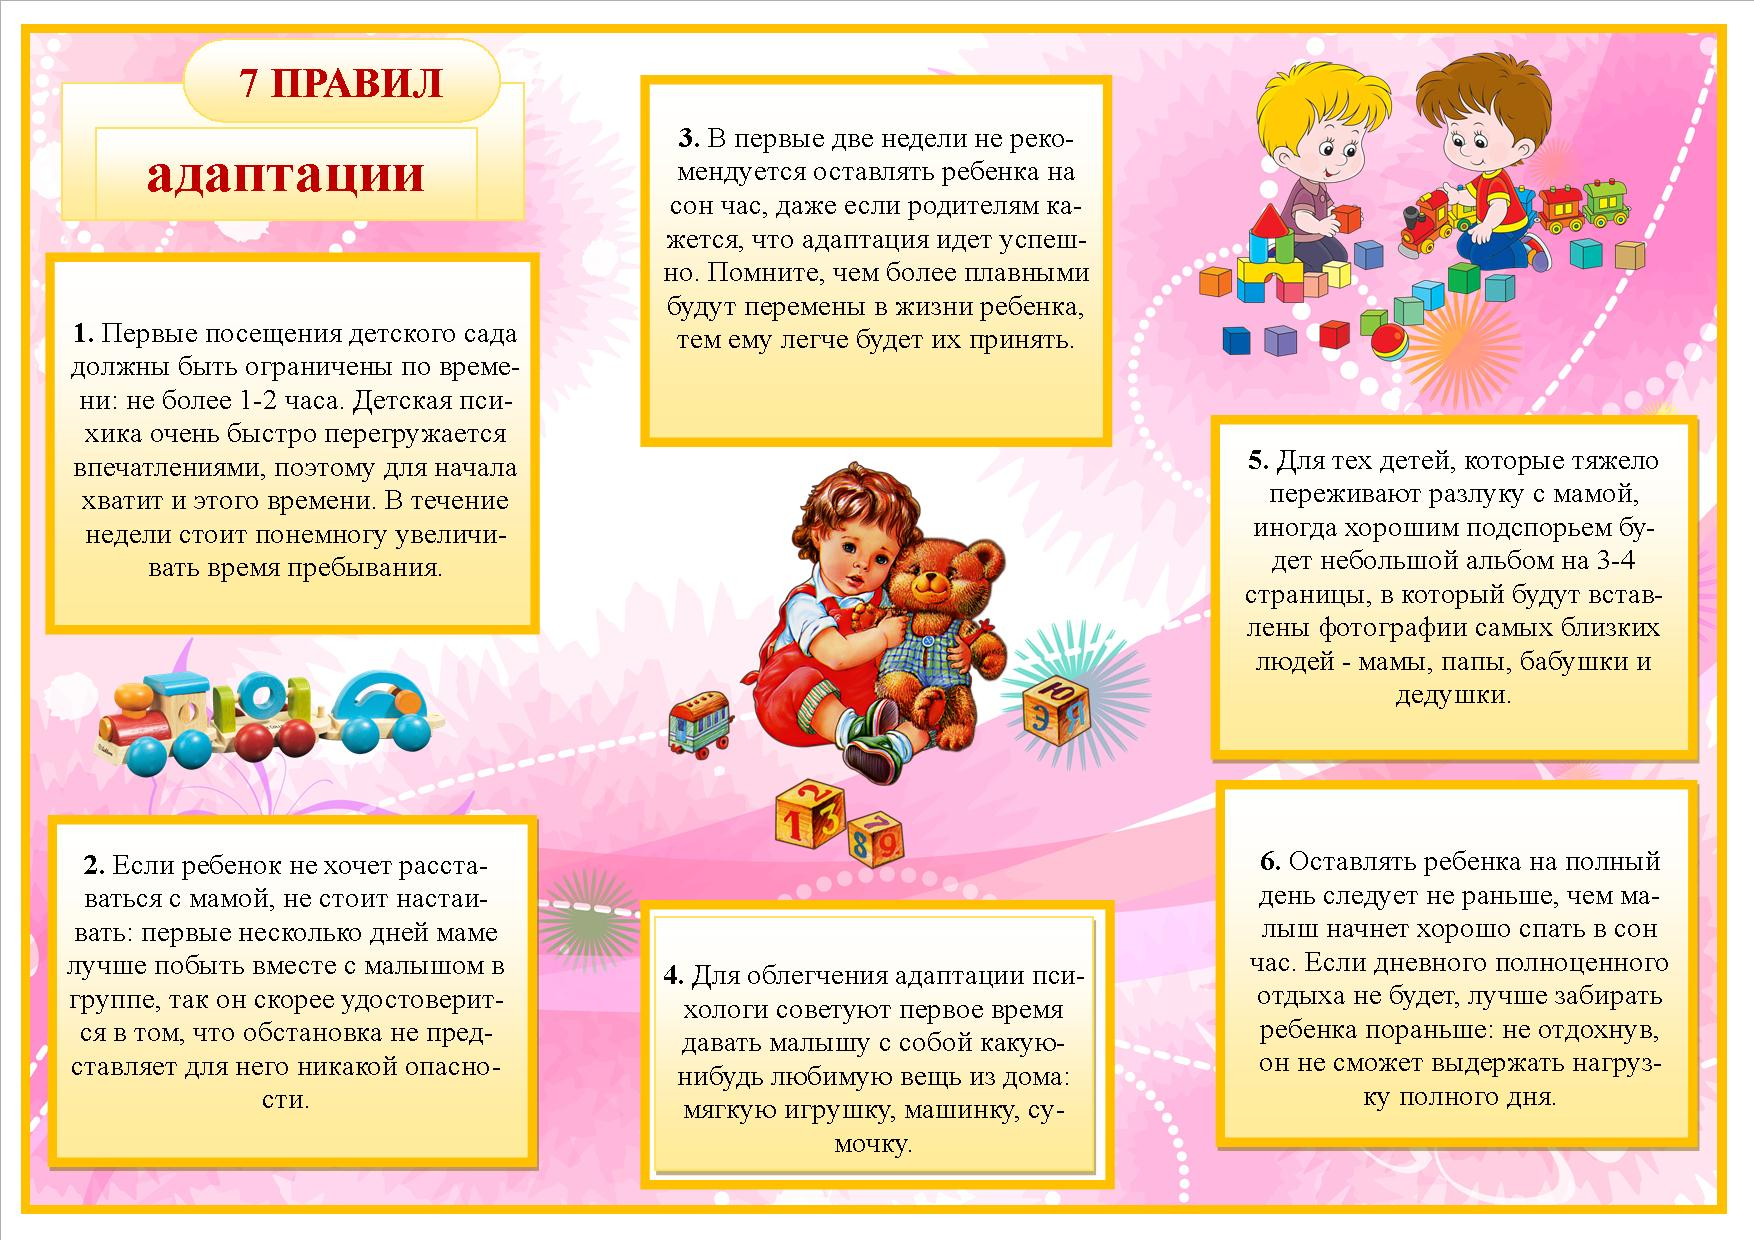 7 ПРАВИЛ
адаптации
1. Первые посещения детского сада
должны быть ограничены по време-
ни: не более 1-2 часа. Детская пси-
хика очень быстро перегружается
впечатлениями, поэтому для начала
хватит и этого времени. В течение
недели стоит понемногу увеличи-
вать время пребывания.
2. Если ребенок не хочет расста-
ваться с мамой, не стоит настаи-
вать: первые несколько дней маме
лучше побыть вместе с малышом в
группе, так он скорее удостоверит-
ся в том, что обстановка не пред-
ставляет для него никакой опасно-
сти.
3. В первые две недели не реко-
мендуется оставлять ребенка на
сон час, даже если родителям ка-
жется, что адаптация идет успеш-
но. Помните, чем более плавными
будут перемены в жизни ребенка,
тем ему легче будет их принять.
Ю
Э Я
2
1 3
7
8 9
4. Для облегчения адаптации пси-
хологи советуют первое время
давать малышу с собой какую-
нибудь любимую вещь из дома:
мягкую игрушку, машинку, су-
мочку.
5. Для тех детей, которые тяжело
переживают разлуку с мамой,
иногда хорошим подспорьем бу-
дет небольшой альбом на 3-4
страницы, в который будут встав-
лены фотографии самых близких
людей - мамы, папы, бабушки и
дедушки.
6. Оставлять ребенка на полный
день следует не раньше, чем ма-
лыш начнет хорошо спать в сон
час. Если дневного полноценного
отдыха не будет, лучше забирать
ребенка пораньше: не отдохнув,
он не сможет выдержать нагруз-
ку полного дня.